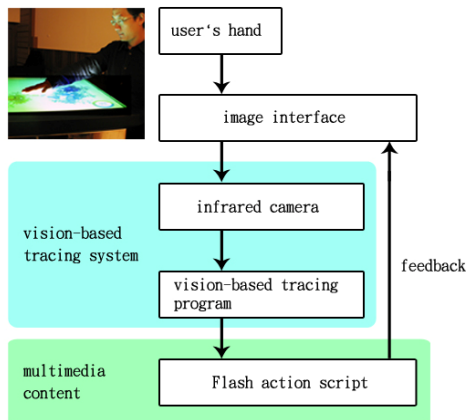 user‘s hand
image interface
infrared camera
vision-based
tracing system
vision-based tracing
program
feedback
multimedia
content
Flash action script